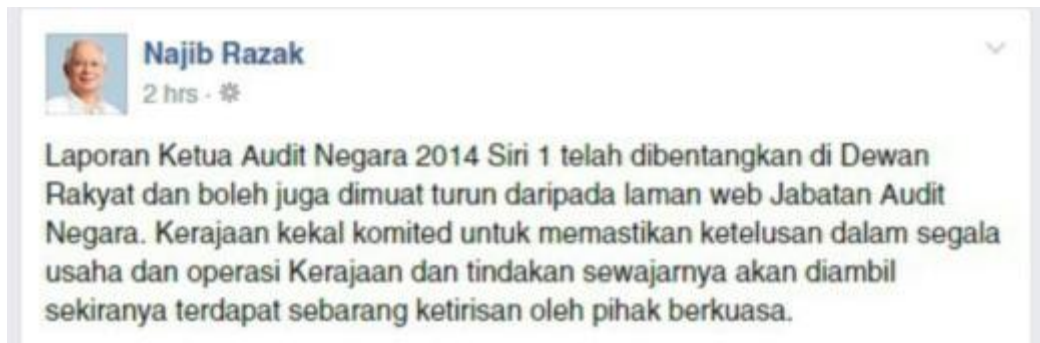 Najib Razak
2 hrs ·
Laporan Ketua Audit Negara 2014 Siri 1 telah dibentangkan di Dewan
Rakyat dan boleh juga dimuat turun daripada laman web Jabatan Audit
Negara. Kerajaan kekal komited untuk memastikan ketelusan dalam segala
usaha dan operasi Kerajaan dan tindakan sewajarnya akan diambil
sekiranya terdapat sebarang ketirisan oleh pihak berkuasa.